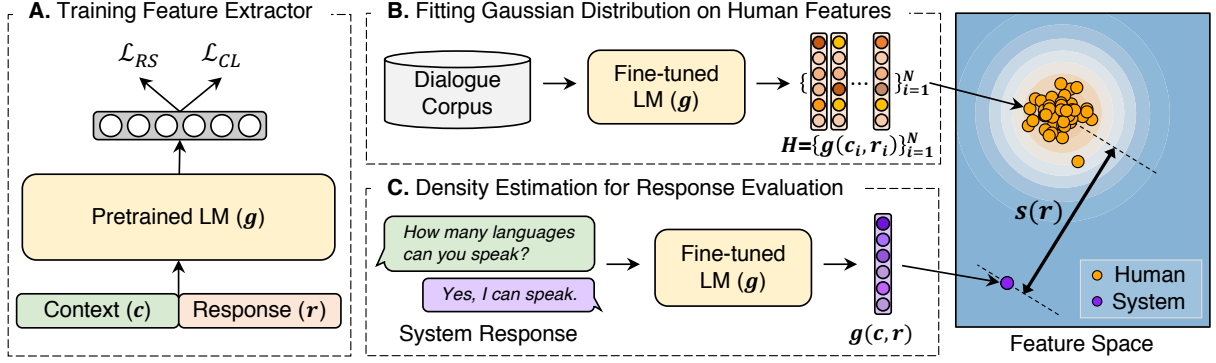 A. Training Feature Extractor
ℒ_RS
ℒ_CL
Pretrained LM (g)
Context (c)
Response (r)
B. Fitting Gaussian Distribution on Human Features
Dialogue
Corpus
Fine-tuned
LM (g)
{ ... }_{i=1}^N
H={g(c_i, r_i)}_{i=1}^N
C. Density Estimation for Response Evaluation
How many languages
can you speak?
Yes, I can speak.
System Response
Fine-tuned
LM (g)
g(c, r)
s(r)
Human
System
Feature Space